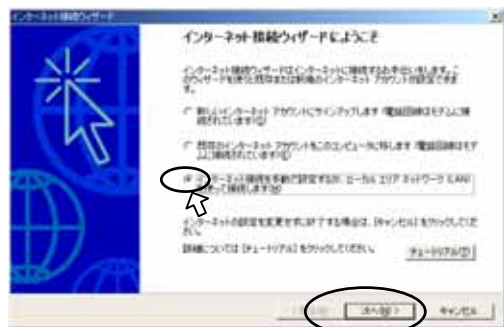 インターネット接続ウィザード
インターネット接続ウィザードにようこそ
インターネット接続ウィザードはインターネットに接続するお手伝いをします。こ
のウィザードを使うと既存または新規のインターネット アカウントの設定できま
す。
新しいインターネット アカウントにサインアップします (電話回線はモデムに接
続されています)(I)
既存のインターネット アカウントをこのコンピュータに移します (電話回線はモデ
ムに接続されています)(E)
ターネット接続を手動で設定するか、ローカル エリア ネットワーク (LAN)
使って接続します(M)
インターネットの設定を変更せずに終了する場合は、[キャンセル] をクリックしてくだ
さい。
詳細については [チュートリアル] をクリックしてください。
チュートリアル(T)
次へ(N) >
キャンセル